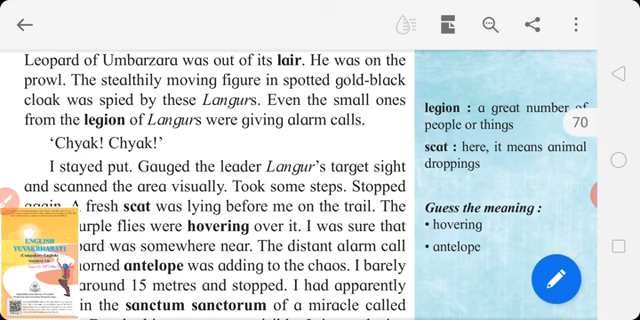 Leopard of Umbarzara was out of its lair. He was on the
prowl. The stealthily moving figure in spotted gold-black
cloak was spied by these Langurs. Even the small ones
from the legion of Langurs were giving alarm calls.
'Chyak! Chyak!'
I stayed put. Gauged the leader Langur's target sight
and scanned the area visually. Took some steps. Stopped
again. A fresh scat was lying before me on the trail. The
purple flies were hovering over it. I was sure that
was somewhere near. The distant alarm call
antelope was adding to the chaos. I barely
around 15 metres and stopped. I had apparently
in the sanctum sanctorum of a miracle called
legion : a great number of
people or things
scat : here, it means animal
droppings
Guess the meaning :
• hovering
• antelope
70
ENGLISH
YUVAKBHARATI